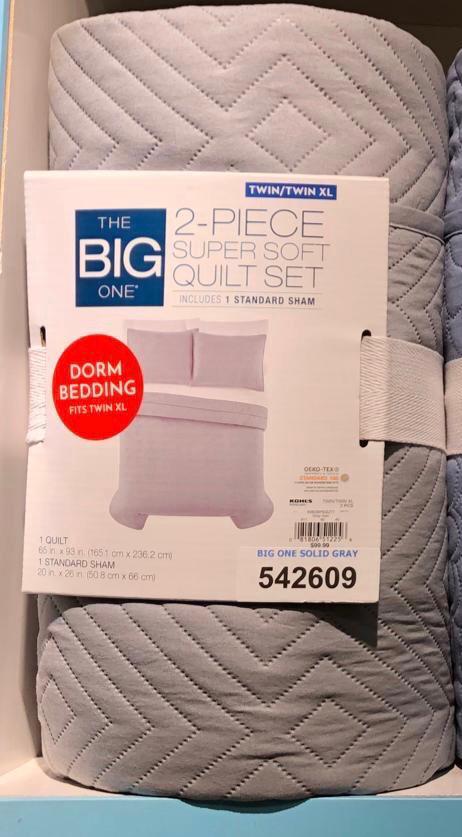 TWIN/TWIN XL
THE
BIG
ONE®
2-PIECE
SUPER SOFT
QUILT SET
INCLUDES 1 STANDARD SHAM
DORM
BEDDING
FITS TWIN XL
OEKO-TEX®
STANDARD 100
KOHLS
TWIN/TWIN XL
2 PCS
$99.99
1 QUILT
65 in. x 93 in. (165.1 cm x 236.2 cm)
1 STANDARD SHAM
20 in. x 26 in. (50.8 cm x 66 cm)
BIG ONE SOLID GRAY
542609